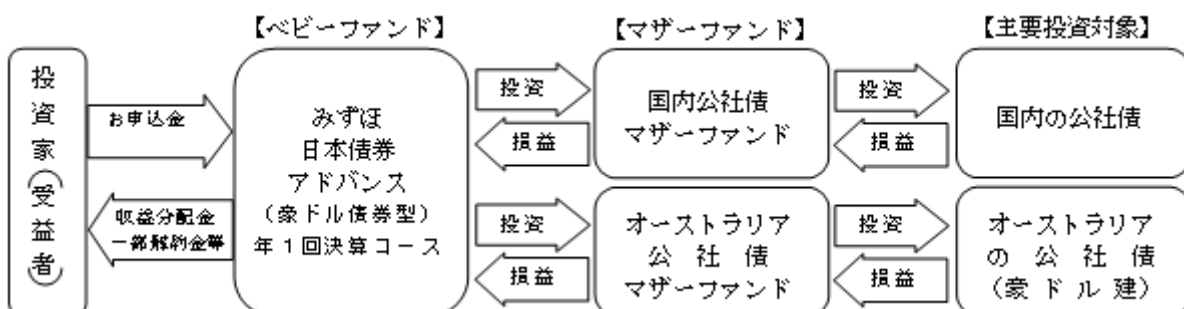 【ベビーファンド】
【マザーファンド】
【主要投資対象】
投資家（受益者）
お申込金
収益分配金
一部解約金等
みずほ
日本債券
アドバンス
（豪ドル債券型）
年１回決算コース
投資
損益
国内公社債
マザーファンド
投資
損益
国内の公社債
投資
損益
オーストラリア
公社債
マザーファンド
投資
損益
オーストラリア
の公社債
（豪ドル建）